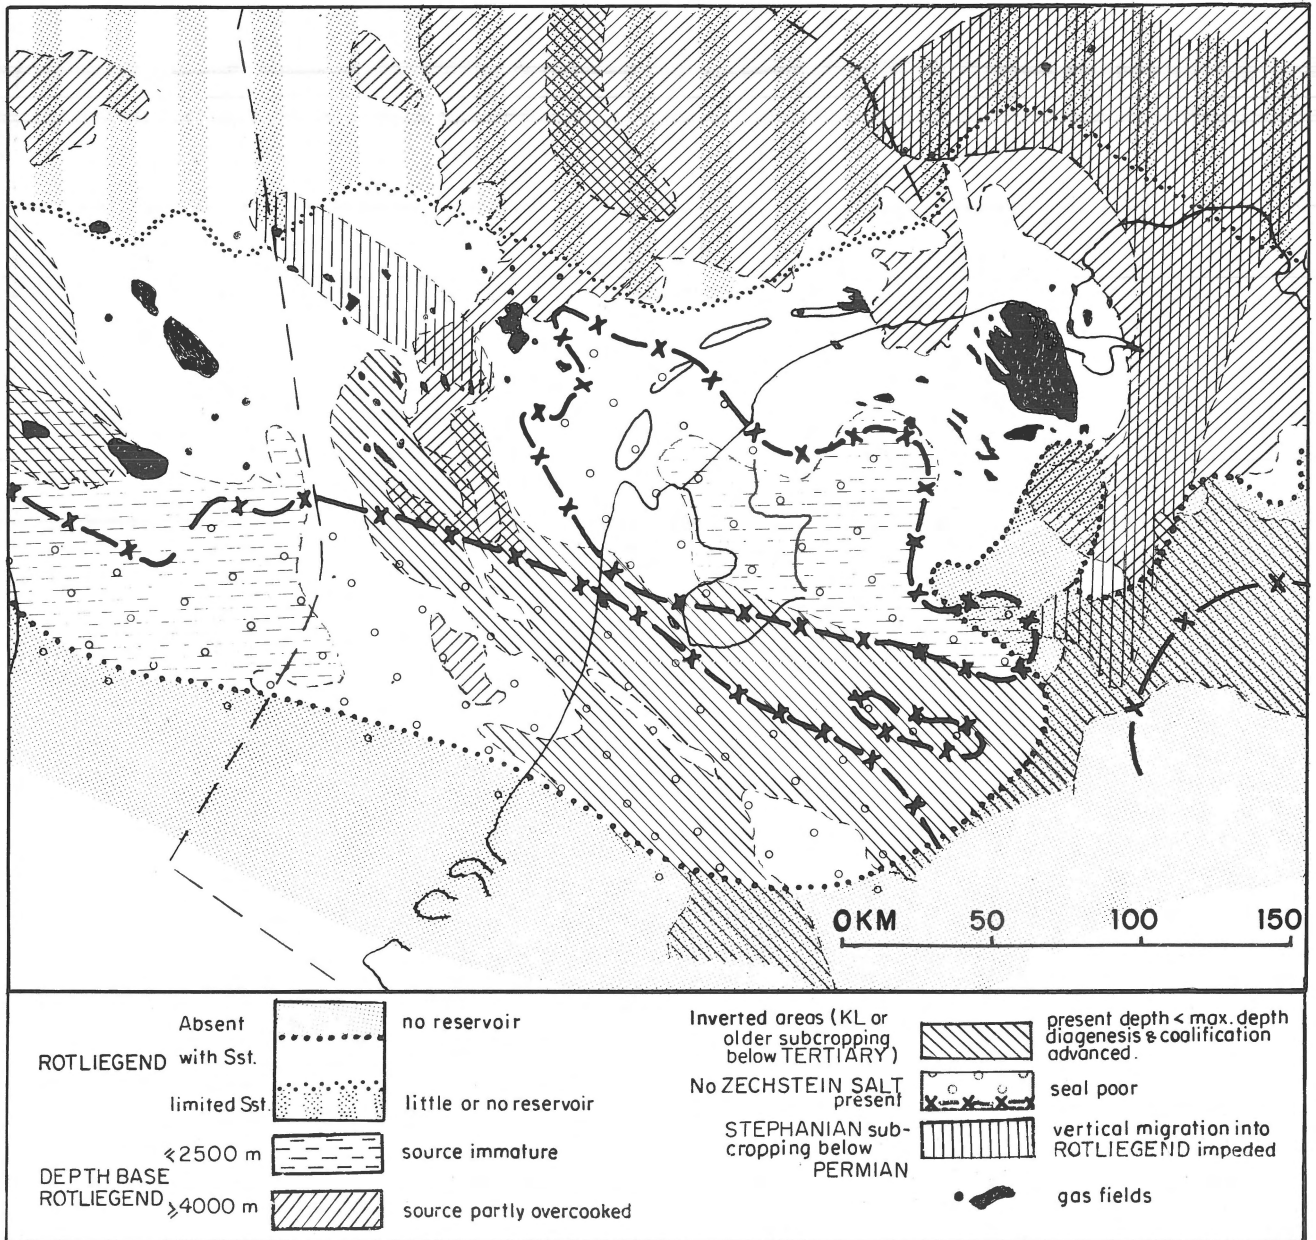 0 KM 50 100 150
Absent
no reservoir
ROTLIEGEND
with Sst.
limited Sst.
little or no reservoir
≤2500 m
source immature
DEPTH BASE
ROTLIEGEND
≥4000 m
source partly overcooked
Inverted areas (KL or
older subcropping
below TERTIARY)
present depth < max. depth
diagenesis & coalification
advanced.
No ZECHSTEIN SALT
present
seal poor
STEPHANIAN sub-
cropping below
PERMIAN
vertical migration into
ROTLIEGEND impeded
gas fields